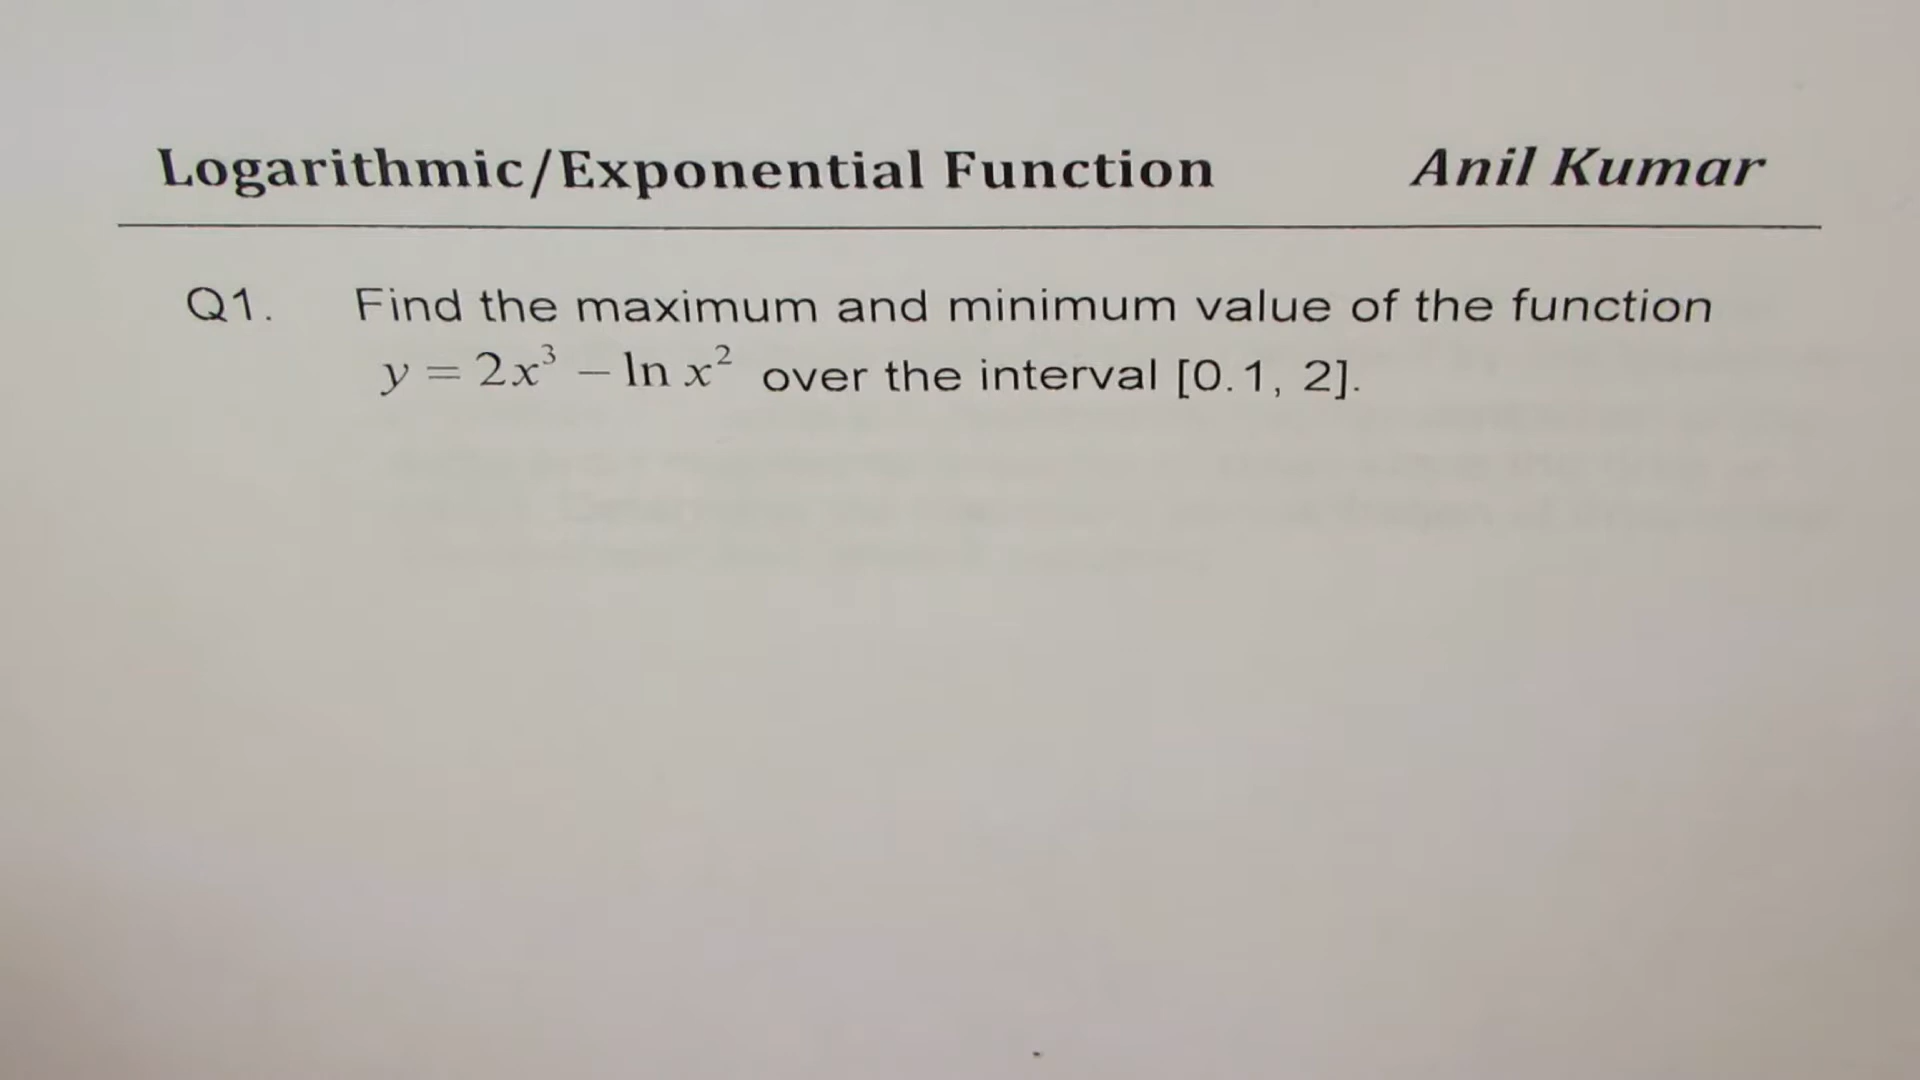 Logarithmic/Exponential Function Anil Kumar
Q1. Find the maximum and minimum value of the function
y = 2x³ – ln x² over the interval [0.1, 2].